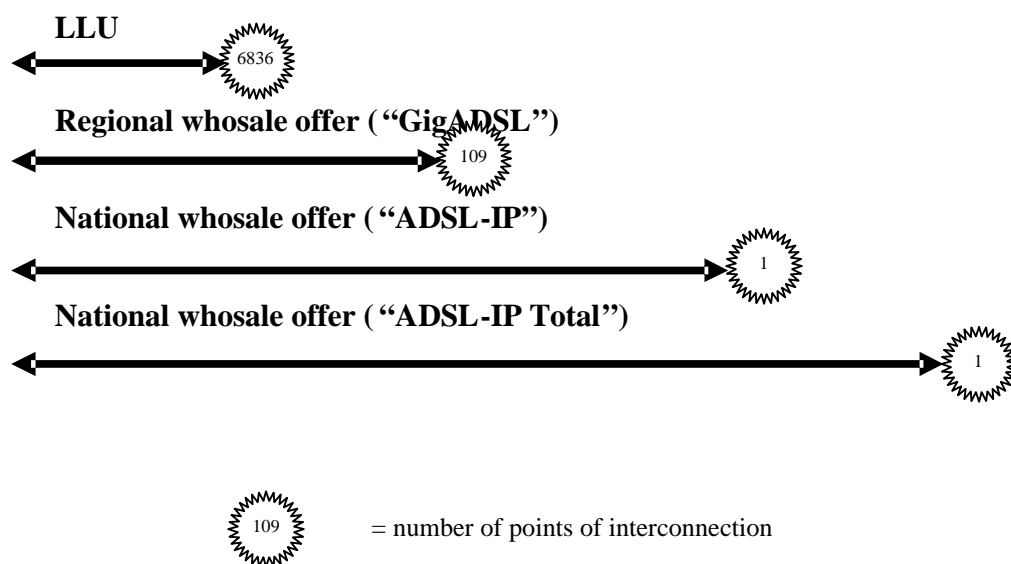 LLU
6836
Regional whosale offer (“GigADSL”)
109
National whosale offer (“ADSL-IP”)
1
National whosale offer (“ADSL-IP Total”)
1
109 = number of points of interconnection